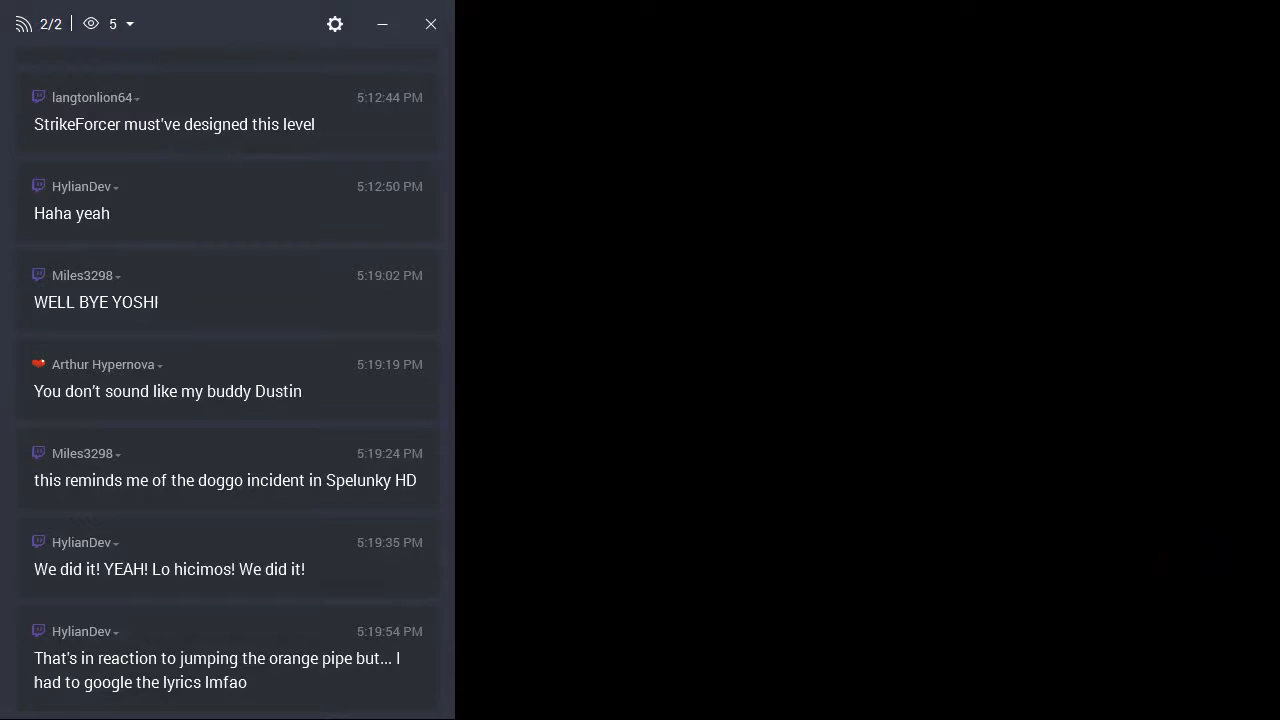 2/2 | 5
langtonlion64 5:12:44 PM
StrikeForcer must've designed this level
HylianDev 5:12:50 PM
Haha yeah
Miles3298 5:19:02 PM
WELL BYE YOSHI
Arthur Hypernova 5:19:19 PM
You don't sound like my buddy Dustin
Miles3298 5:19:24 PM
this reminds me of the doggo incident in Spelunky HD
HylianDev 5:19:35 PM
We did it! YEAH! Lo hicimos! We did it!
HylianDev 5:19:54 PM
That's in reaction to jumping the orange pipe but... I
had to google the lyrics lmfao